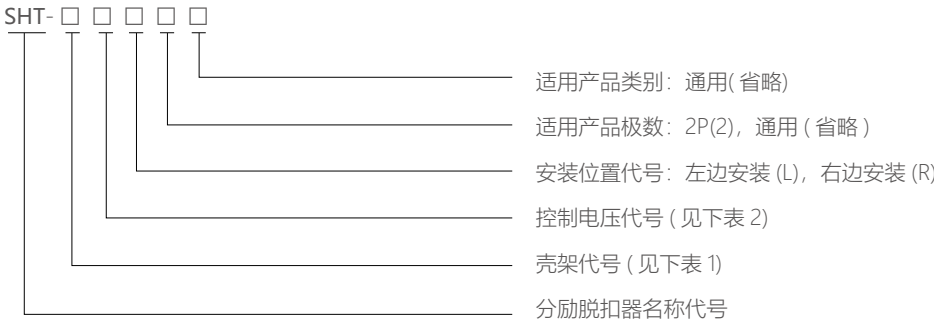 SHT-□ □ □ □ □
适用产品类别：通用( 省略)
适用产品极数：2P(2)，通用 ( 省略 )
安装位置代号：左边安装 (L)，右边安装 (R)
控制电压代号 ( 见下表 2)
壳架代号 ( 见下表 1)
分励脱扣器名称代号